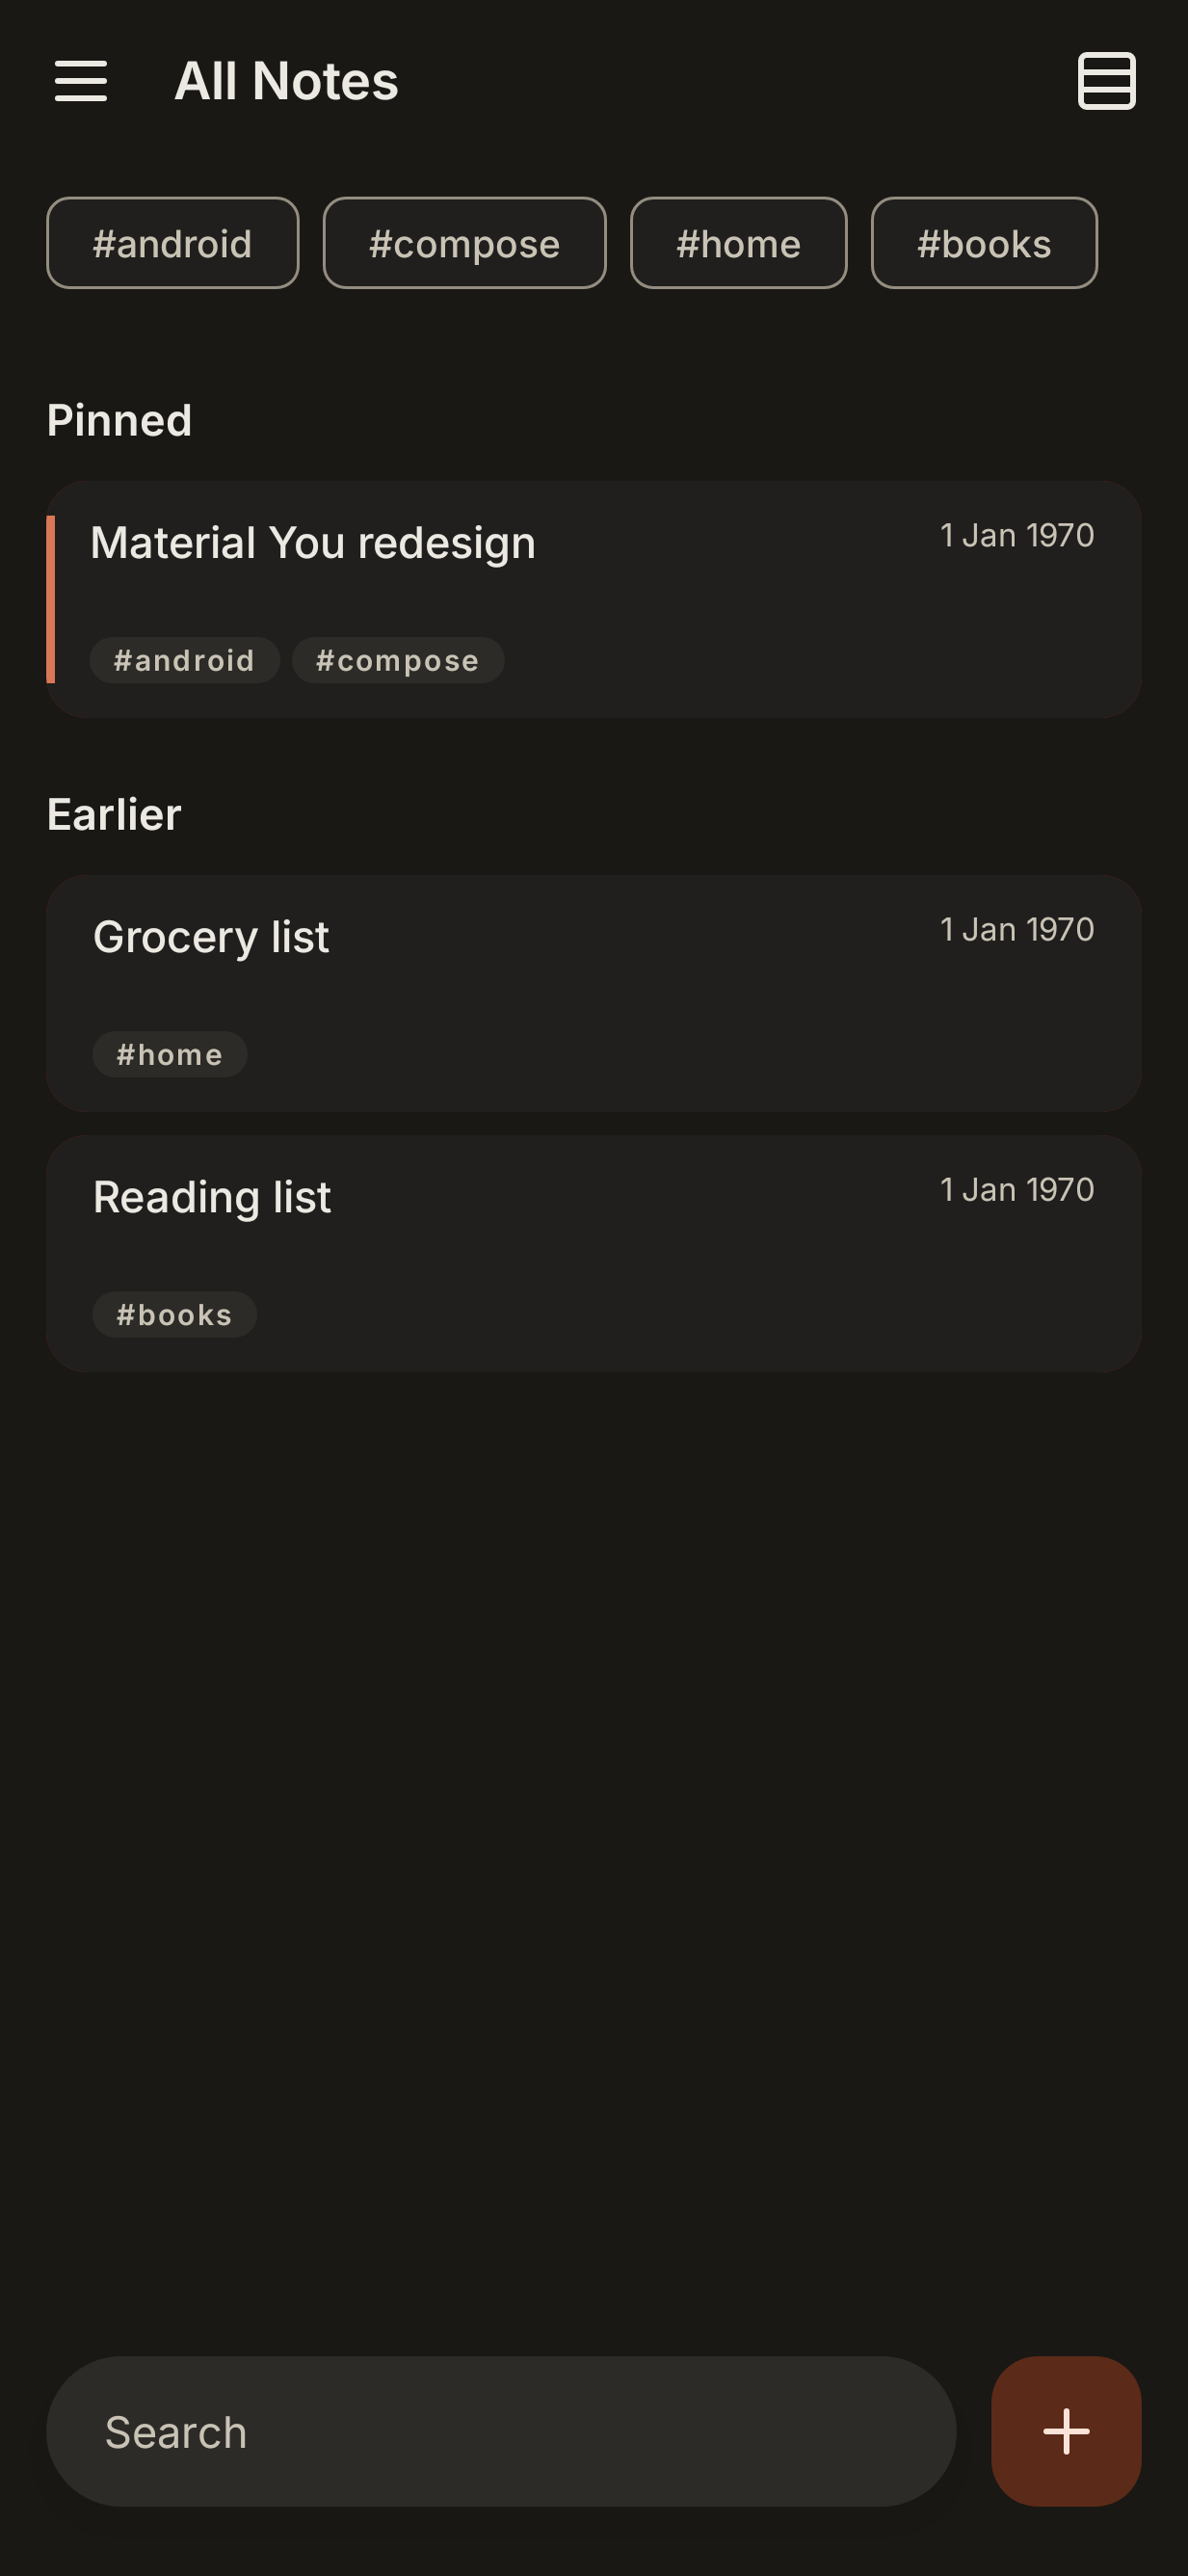 All Notes
#android #compose #home #books
Pinned
Material You redesign 1 Jan 1970
#android #compose
Earlier
Grocery list 1 Jan 1970
#home
Reading list 1 Jan 1970
#books
Search